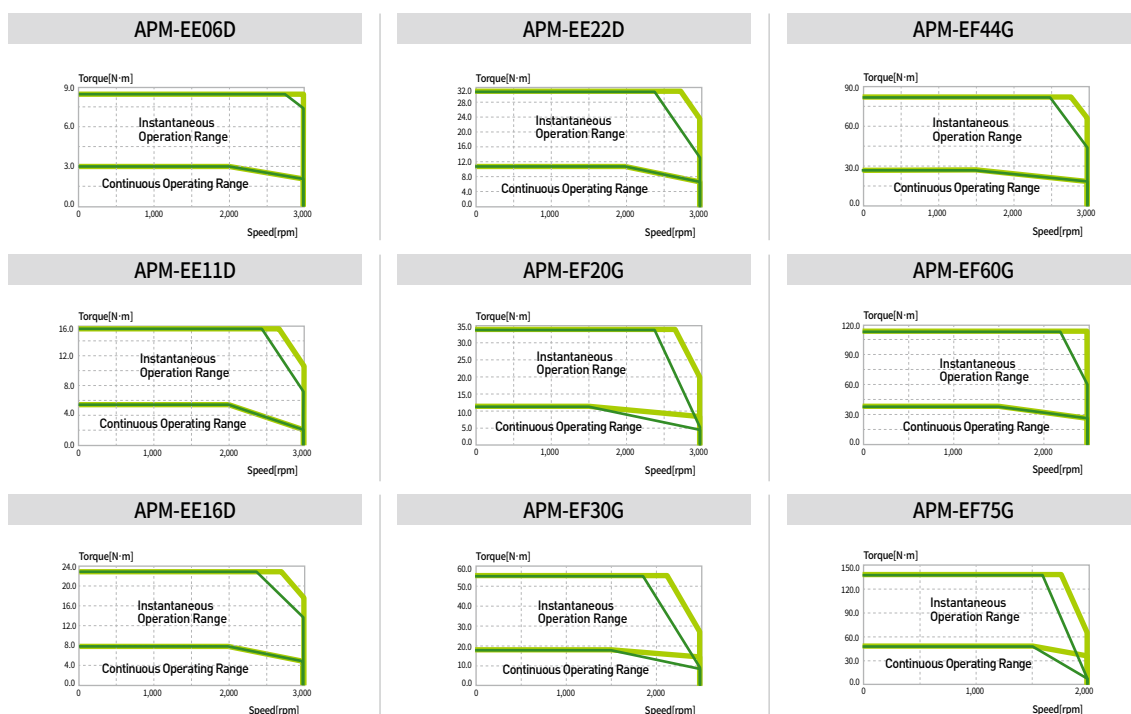 APM-EE06D
Torque[N·m]
9.0
6.0
3.0
0.0
Instantaneous
Operation Range
Continuous Operating Range
0
1,000
2,000
3,000
Speed[rpm]
APM-EE22D
Torque[N·m]
32.0
28.0
24.0
20.0
16.0
12.0
8.0
4.0
0.0
Instantaneous
Operation Range
Continuous Operating Range
0
1,000
2,000
3,000
Speed[rpm]
APM-EF44G
Torque[N·m]
90.0
60.0
30.0
0.0
Instantaneous
Operation Range
Continuous Operating Range
0
1,000
2,000
3,000
Speed[rpm]
APM-EE11D
Torque[N·m]
16.0
12.0
8.0
4.0
0.0
Instantaneous
Operation Range
Continuous Operating Range
0
1,000
2,000
3,000
Speed[rpm]
APM-EF20G
Torque[N·m]
35.0
30.0
25.0
20.0
15.0
10.0
5.0
0.0
Instantaneous
Operation Range
Continuous Operating Range
0
1,000
2,000
3,000
Speed[rpm]
APM-EF60G
Torque[N·m]
120.0
90.0
60.0
30.0
0.0
Instantaneous
Operation Range
Continuous Operating Range
0
1,000
2,000
Speed[rpm]
APM-EE16D
Torque[N·m]
24.0
20.0
16.0
12.0
8.0
4.0
0.0
Instantaneous
Operation Range
Continuous Operating Range
0
1,000
2,000
3,000
Speed[rpm]
APM-EF30G
Torque[N·m]
60.0
50.0
40.0
30.0
20.0
10.0
0.0
Instantaneous
Operation Range
Continuous Operating Range
0
1,000
2,000
Speed[rpm]
APM-EF75G
Torque[N·m]
150.0
120.0
90.0
60.0
30.0
0.0
Instantaneous
Operation Range
Continuous Operating Range
0
1,000
2,000
Speed[rpm]